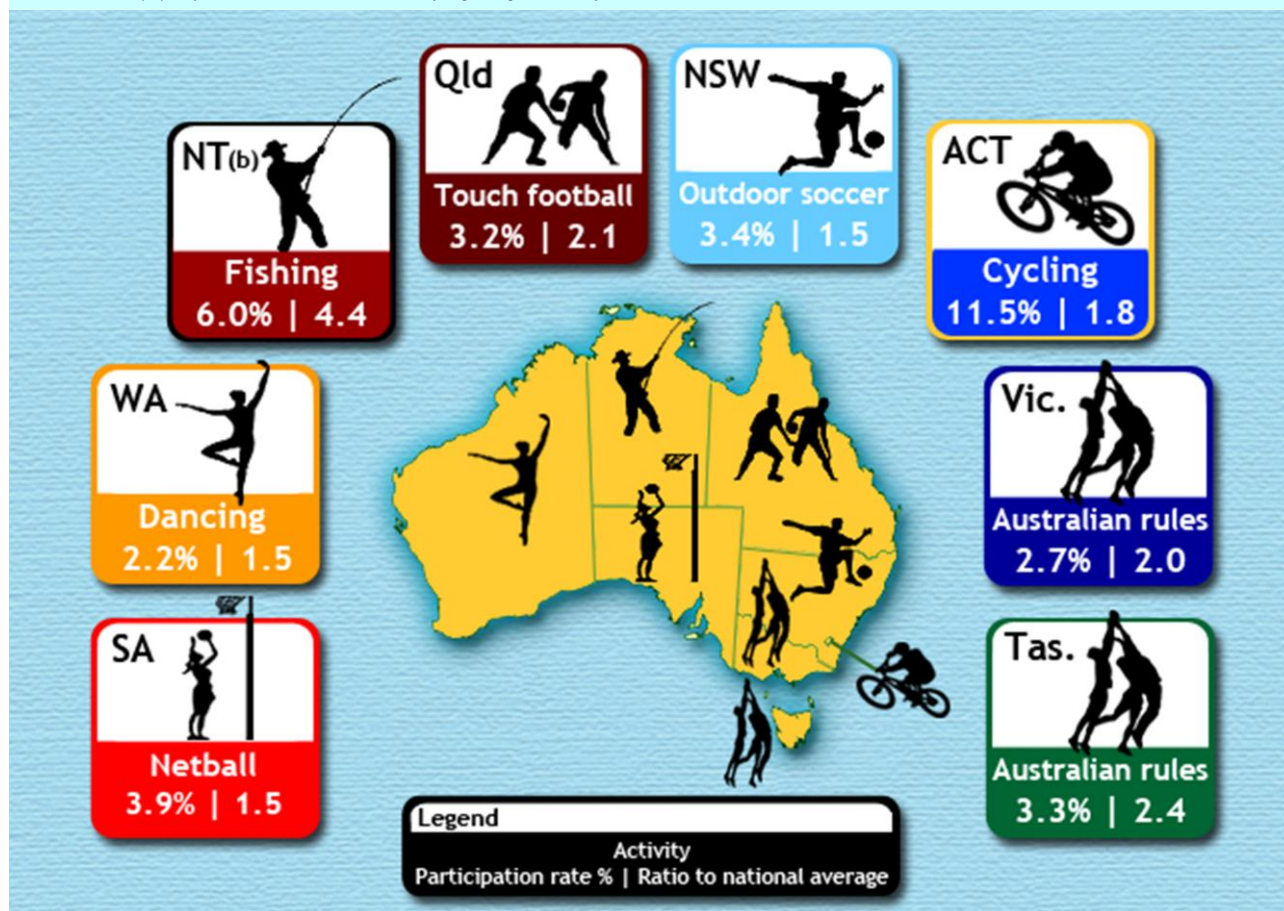 Qld
Touch football
3.2% | 2.1
NSW
Outdoor soccer
3.4% | 1.5
NT(b)
Fishing
6.0% | 4.4
ACT
Cycling
11.5% | 1.8
WA
Dancing
2.2% | 1.5
Vic.
Australian rules
2.7% | 2.0
SA
Netball
3.9% | 1.5
Tas.
Australian rules
3.3% | 2.4
Legend
Activity
Participation rate % | Ratio to national average